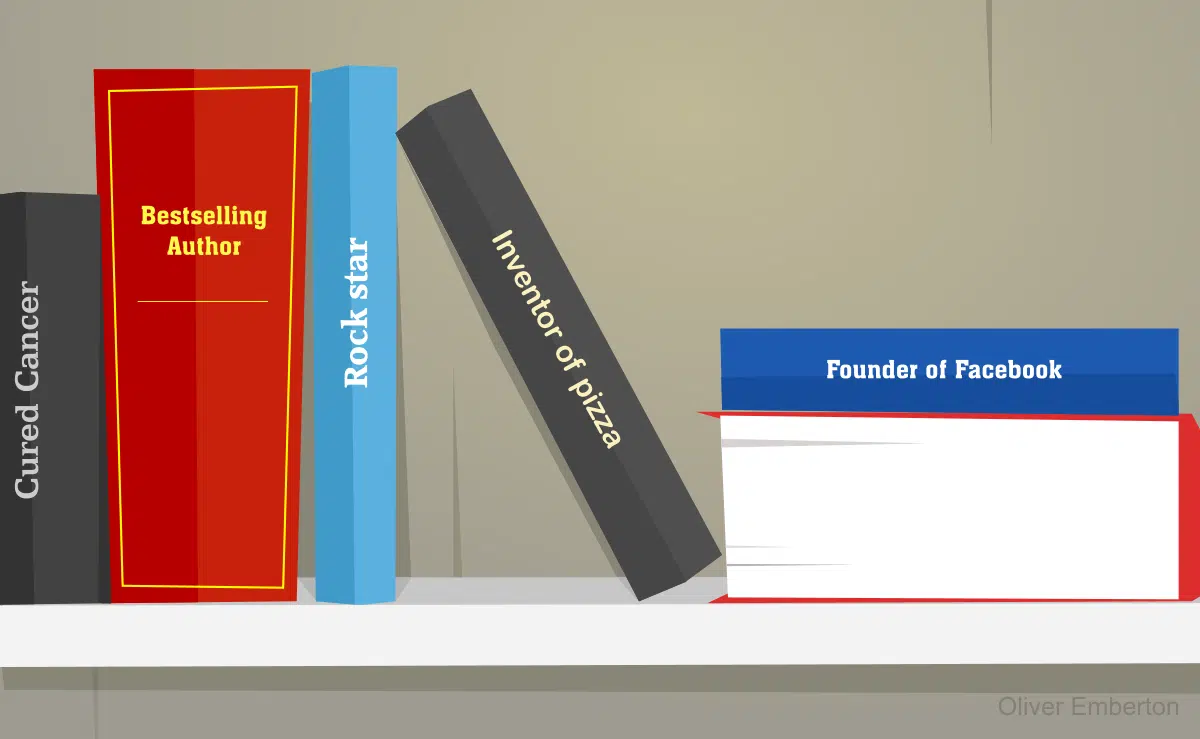 Cured Cancer
Bestselling
Author
Rock star
Inventor of pizza
Founder of Facebook
Oliver Emberton